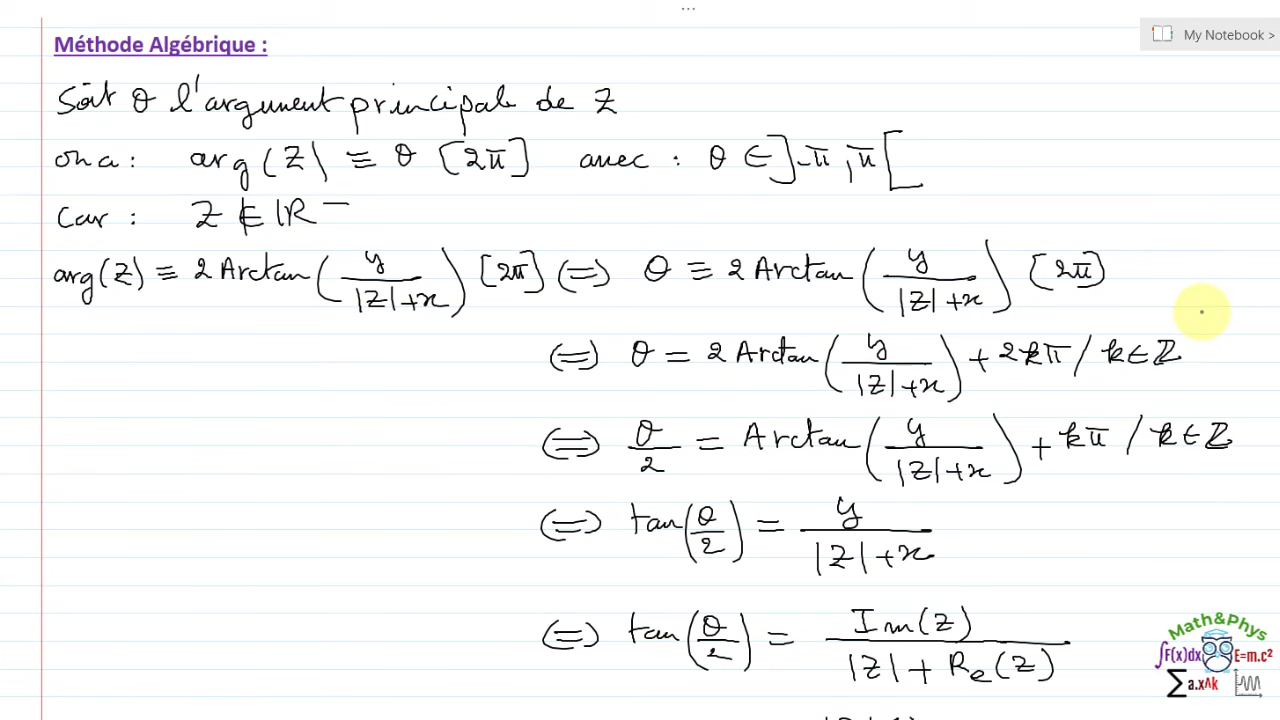 ...
My Notebook >
Méthode Algébrique :
Soit θ l'argument principale de Z
on a : arg(Z) ≡ θ [2π] avec : θ ∈ ]-π, π[
Car : Z ∉ IR⁻
arg(Z) ≡ 2 Arctan(y / (|Z|+x)) [2π] (=) θ ≡ 2 Arctan(y / (|Z|+x)) [2π]
(=) θ = 2 Arctan(y / (|Z|+x)) + 2kπ / k ∈ ℤ
(=) θ/2 = Arctan(y / (|Z|+x)) + kπ / k ∈ ℤ
(=) tan(θ/2) = y / (|Z|+x)
(=) tan(θ/2) = Im(Z) / (|Z| + Re(Z))
Math&Phys
∫F(x)dx E=m.c²
∑ a.x^k